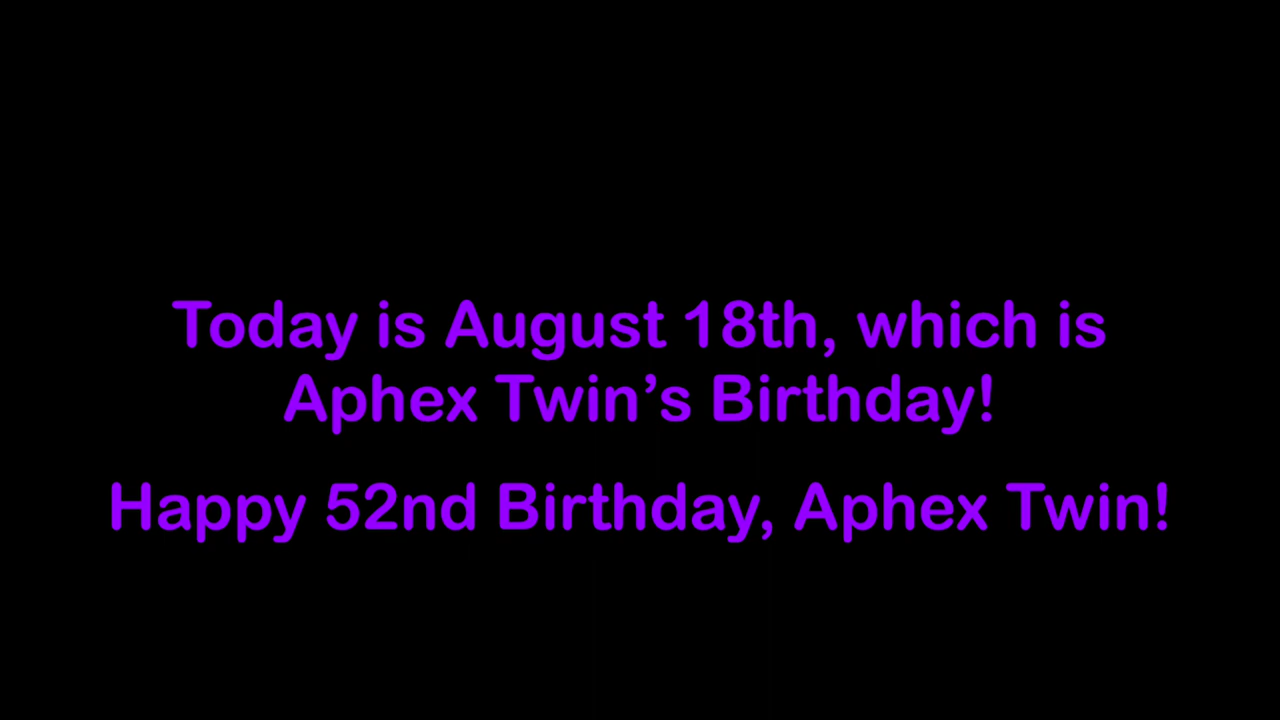 Today is August 18th, which is
Aphex Twin’s Birthday!
Happy 52nd Birthday, Aphex Twin!